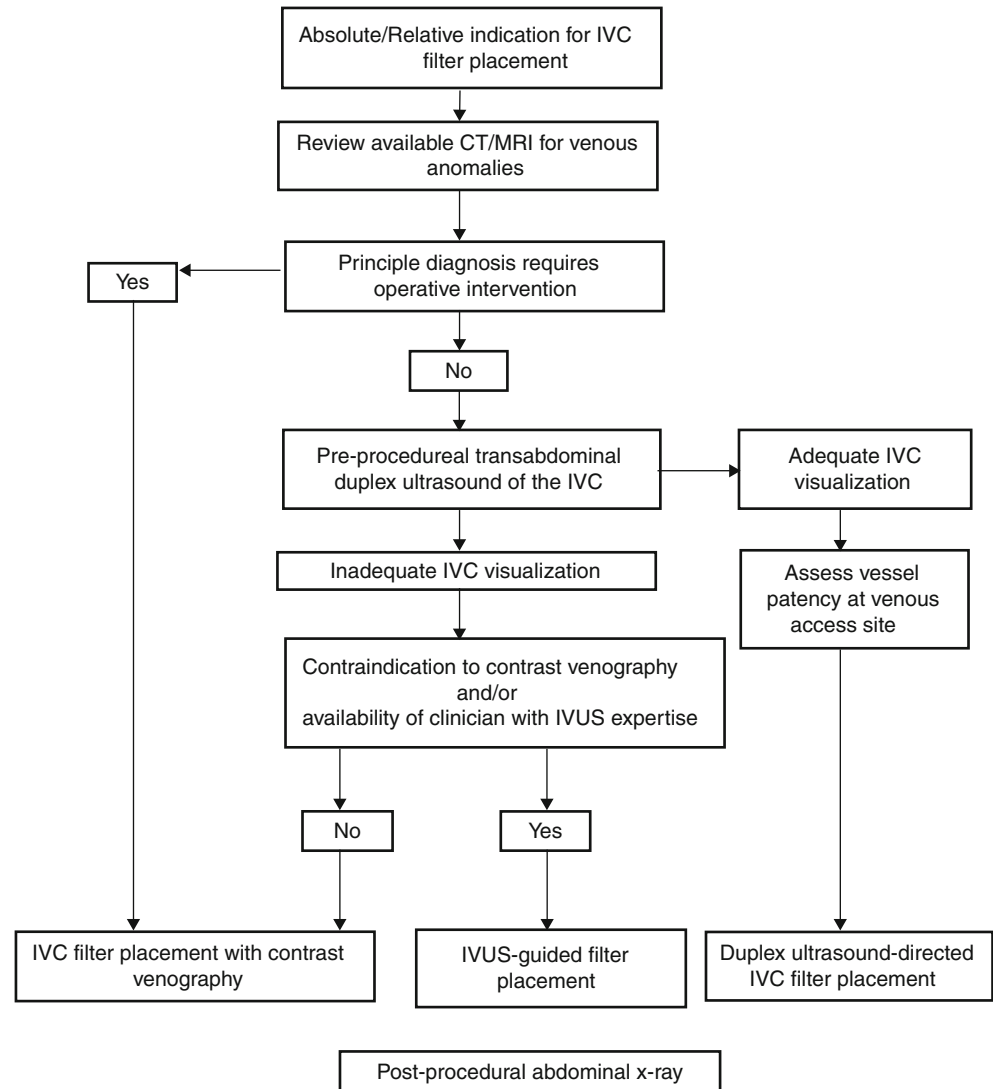 Absolute/Relative indication for IVC
filter placement
Review available CT/MRI for venous
anomalies
Principle diagnosis requires
operative intervention
Yes
No
Pre-procedureal transabdominal
duplex ultrasound of the IVC
Adequate IVC
visualization
Inadequate IVC visualization
Assess vessel
patency at venous
access site
Contraindication to contrast venography
and/or
availability of clinician with IVUS expertise
No
Yes
IVC filter placement with contrast
venography
IVUS-guided filter
placement
Duplex ultrasound-directed
IVC filter placement
Post-procedural abdominal x-ray